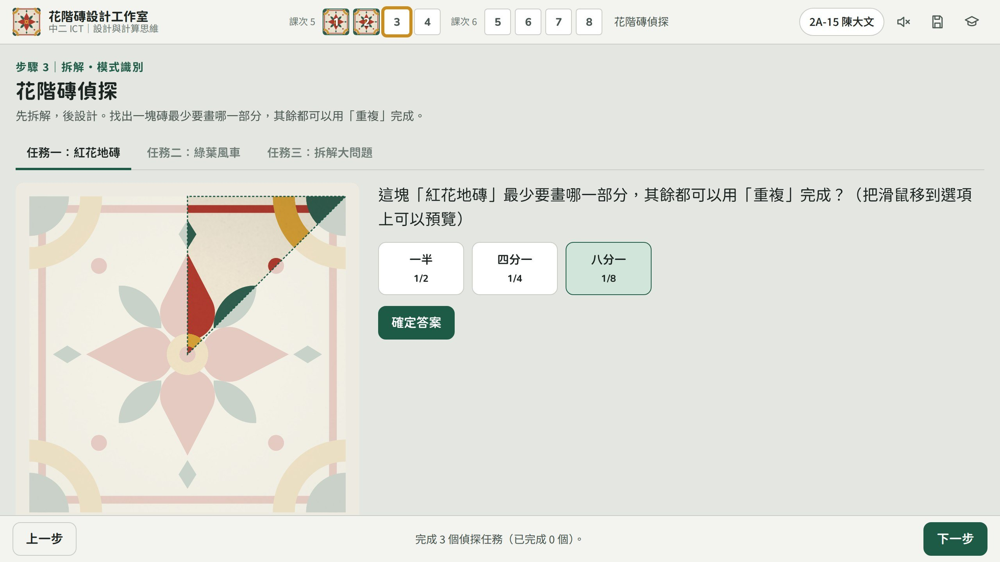 花階磚設計工作室
中二 ICT｜設計與計算思維
課次 5
1
2
3
4
課次 6
5
6
7
8
花階磚偵探
2A-15 陳大文
步驟 3｜拆解・模式識別
花階磚偵探
先拆解，後設計。找出一塊磚最少要畫哪一部分，其餘都可以用「重複」完成。
任務一：紅花地磚
任務二：綠葉風車
任務三：拆解大問題
這塊「紅花地磚」最少要畫哪一部分，其餘都可以用「重複」完成？（把滑鼠移到選項
上可以預覽）
一半
1/2
四分一
1/4
八分一
1/8
確定答案
上一步
完成 3 個偵探任務（已完成 0 個）。
下一步